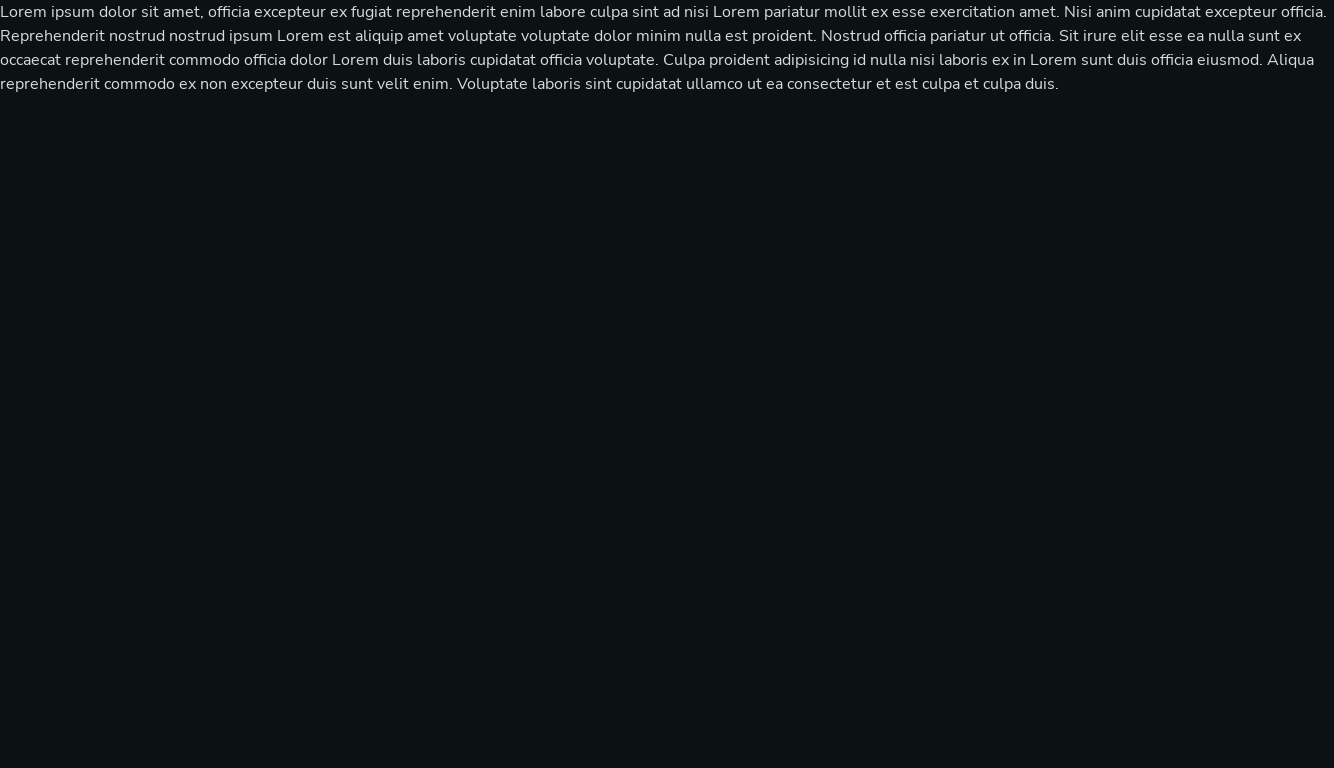 Lorem ipsum dolor sit amet, officia excepteur ex fugiat reprehenderit enim labore culpa sint ad nisi Lorem pariatur mollit ex esse exercitation amet. Nisi anim cupidatat excepteur officia.
Reprehenderit nostrud nostrud ipsum Lorem est aliquip amet voluptate voluptate dolor minim nulla est proident. Nostrud officia pariatur ut officia. Sit irure elit esse ea nulla sunt ex
occaecat reprehenderit commodo officia dolor Lorem duis laboris cupidatat officia voluptate. Culpa proident adipisicing id nulla nisi laboris ex in Lorem sunt duis officia eiusmod. Aliqua
reprehenderit commodo ex non excepteur duis sunt velit enim. Voluptate laboris sint cupidatat ullamco ut ea consectetur et est culpa et culpa duis.